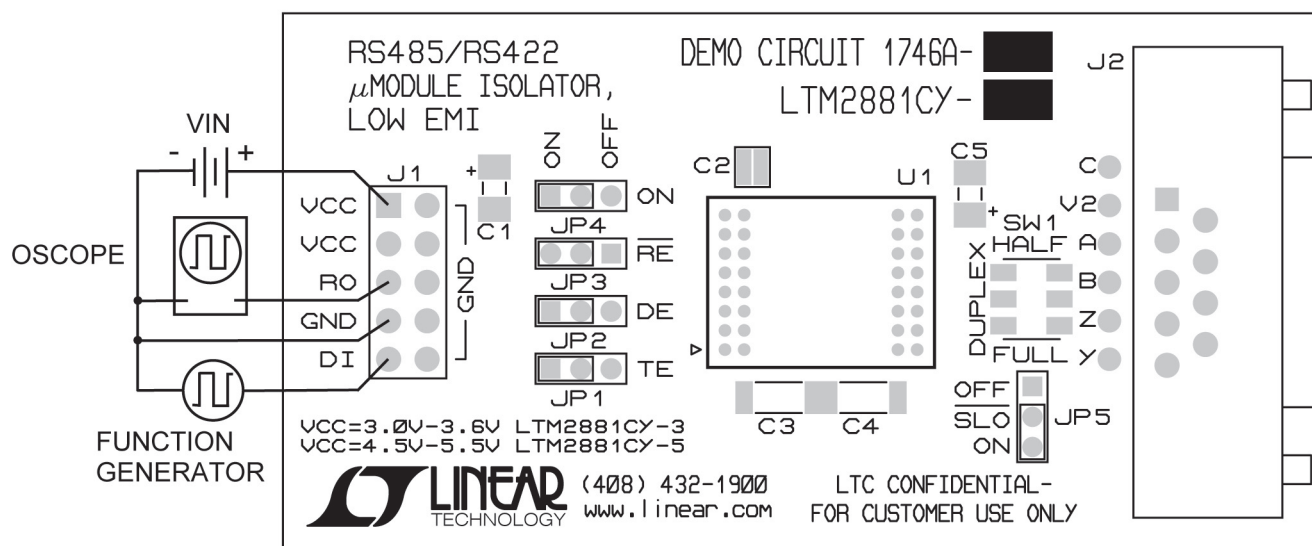 RS485/RS422
μMODULE ISOLATOR,
LOW EMI
DEMO CIRCUIT 1746A-
LTM2881CY-
J2
VIN
- +
OSCOPE
FUNCTION
GENERATOR
J1
VCC
VCC
RO
GND
DI
GND
+
C1
ON
OFF
ON
JP4
RE
JP3
DE
JP2
TE
JP1
C2
U1
C5
+
C3
C4
SW1
HALF
DUPLEX
FULL
C
V2
A
B
Z
Y
OFF
SLO
ON
JP5
VCC=3.0V-3.6V LTM2881CY-3
VCC=4.5V-5.5V LTM2881CY-5
LINEAR
TECHNOLOGY
(408) 432-1900
www.linear.com
LTC CONFIDENTIAL-
FOR CUSTOMER USE ONLY